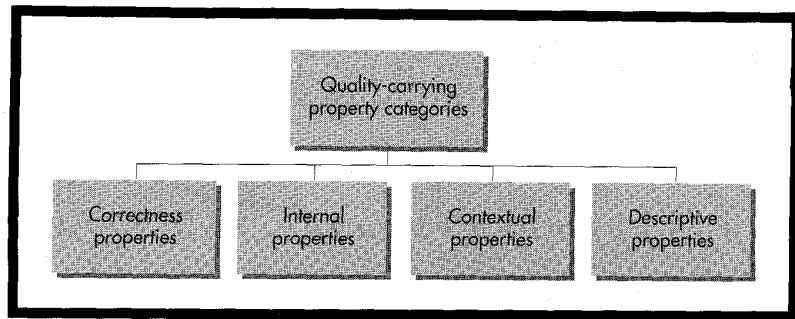 Quality-carrying
property categories
Correctness
properties
Internal
properties
Contextual
properties
Descriptive
properties